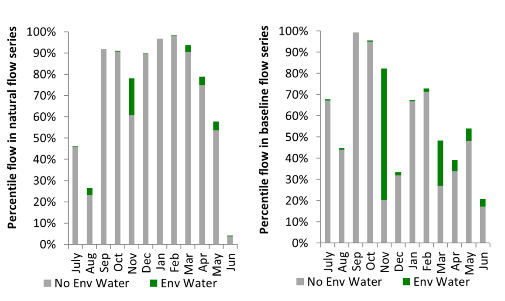 Percentile flow in natural flow series
100%
90%
80%
70%
60%
50%
40%
30%
20%
10%
0%
July
Aug
Sep
Oct
Nov
Dec
Jan
Feb
Mar
Apr
May
Jun
No Env Water
Env Water
Percentile flow in baseline flow series
100%
90%
80%
70%
60%
50%
40%
30%
20%
10%
0%
July
Aug
Sep
Oct
Nov
Dec
Jan
Feb
Mar
Apr
May
Jun
No Env Water
Env Water